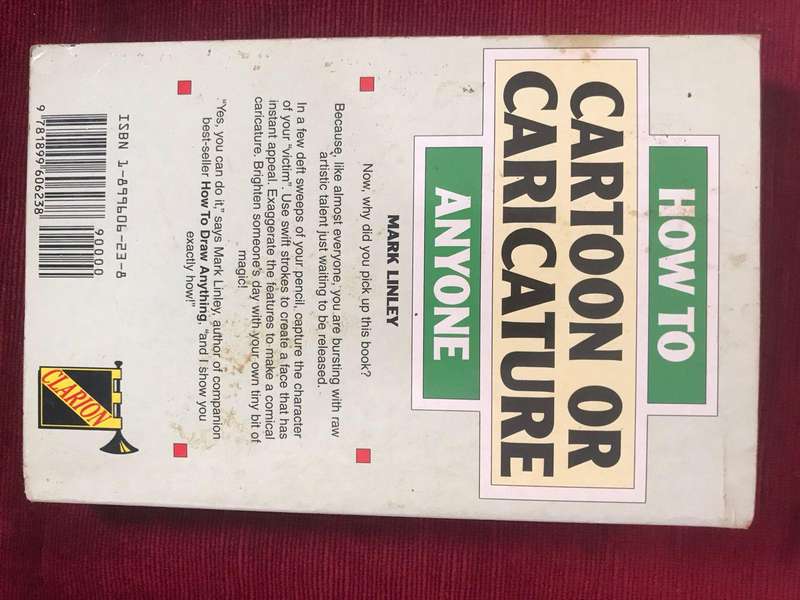 HOW TO
CARTOON OR
CARICATURE
ANYONE
MARK LINLEY
Now, why did you pick up this book?
Because, like almost everyone, you are bursting with raw
artistic talent just waiting to be released.
In a few deft sweeps of your pencil, capture the character
of your "victim". Use swift strokes to create a face that has
instant appeal. Exaggerate the features to make a comical
caricature. Brighten someone's day with your own tiny bit of
magic!
"Yes, you can do it," says Mark Linley, author of companion
best-seller How To Draw Anything, "and I show you
exactly how!"
ISBN 1-899606-23-8
90000
9 781899 606238
CLARION